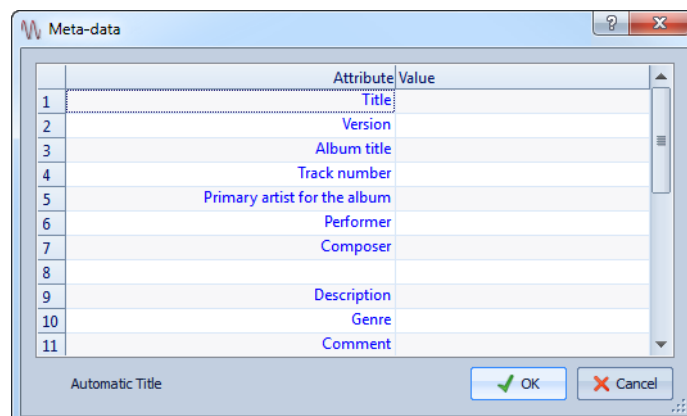 Meta-data
Attribute Value
1 Title
2 Version
3 Album title
4 Track number
5 Primary artist for the album
6 Performer
7 Composer
8
9 Description
10 Genre
11 Comment
Automatic Title OK Cancel